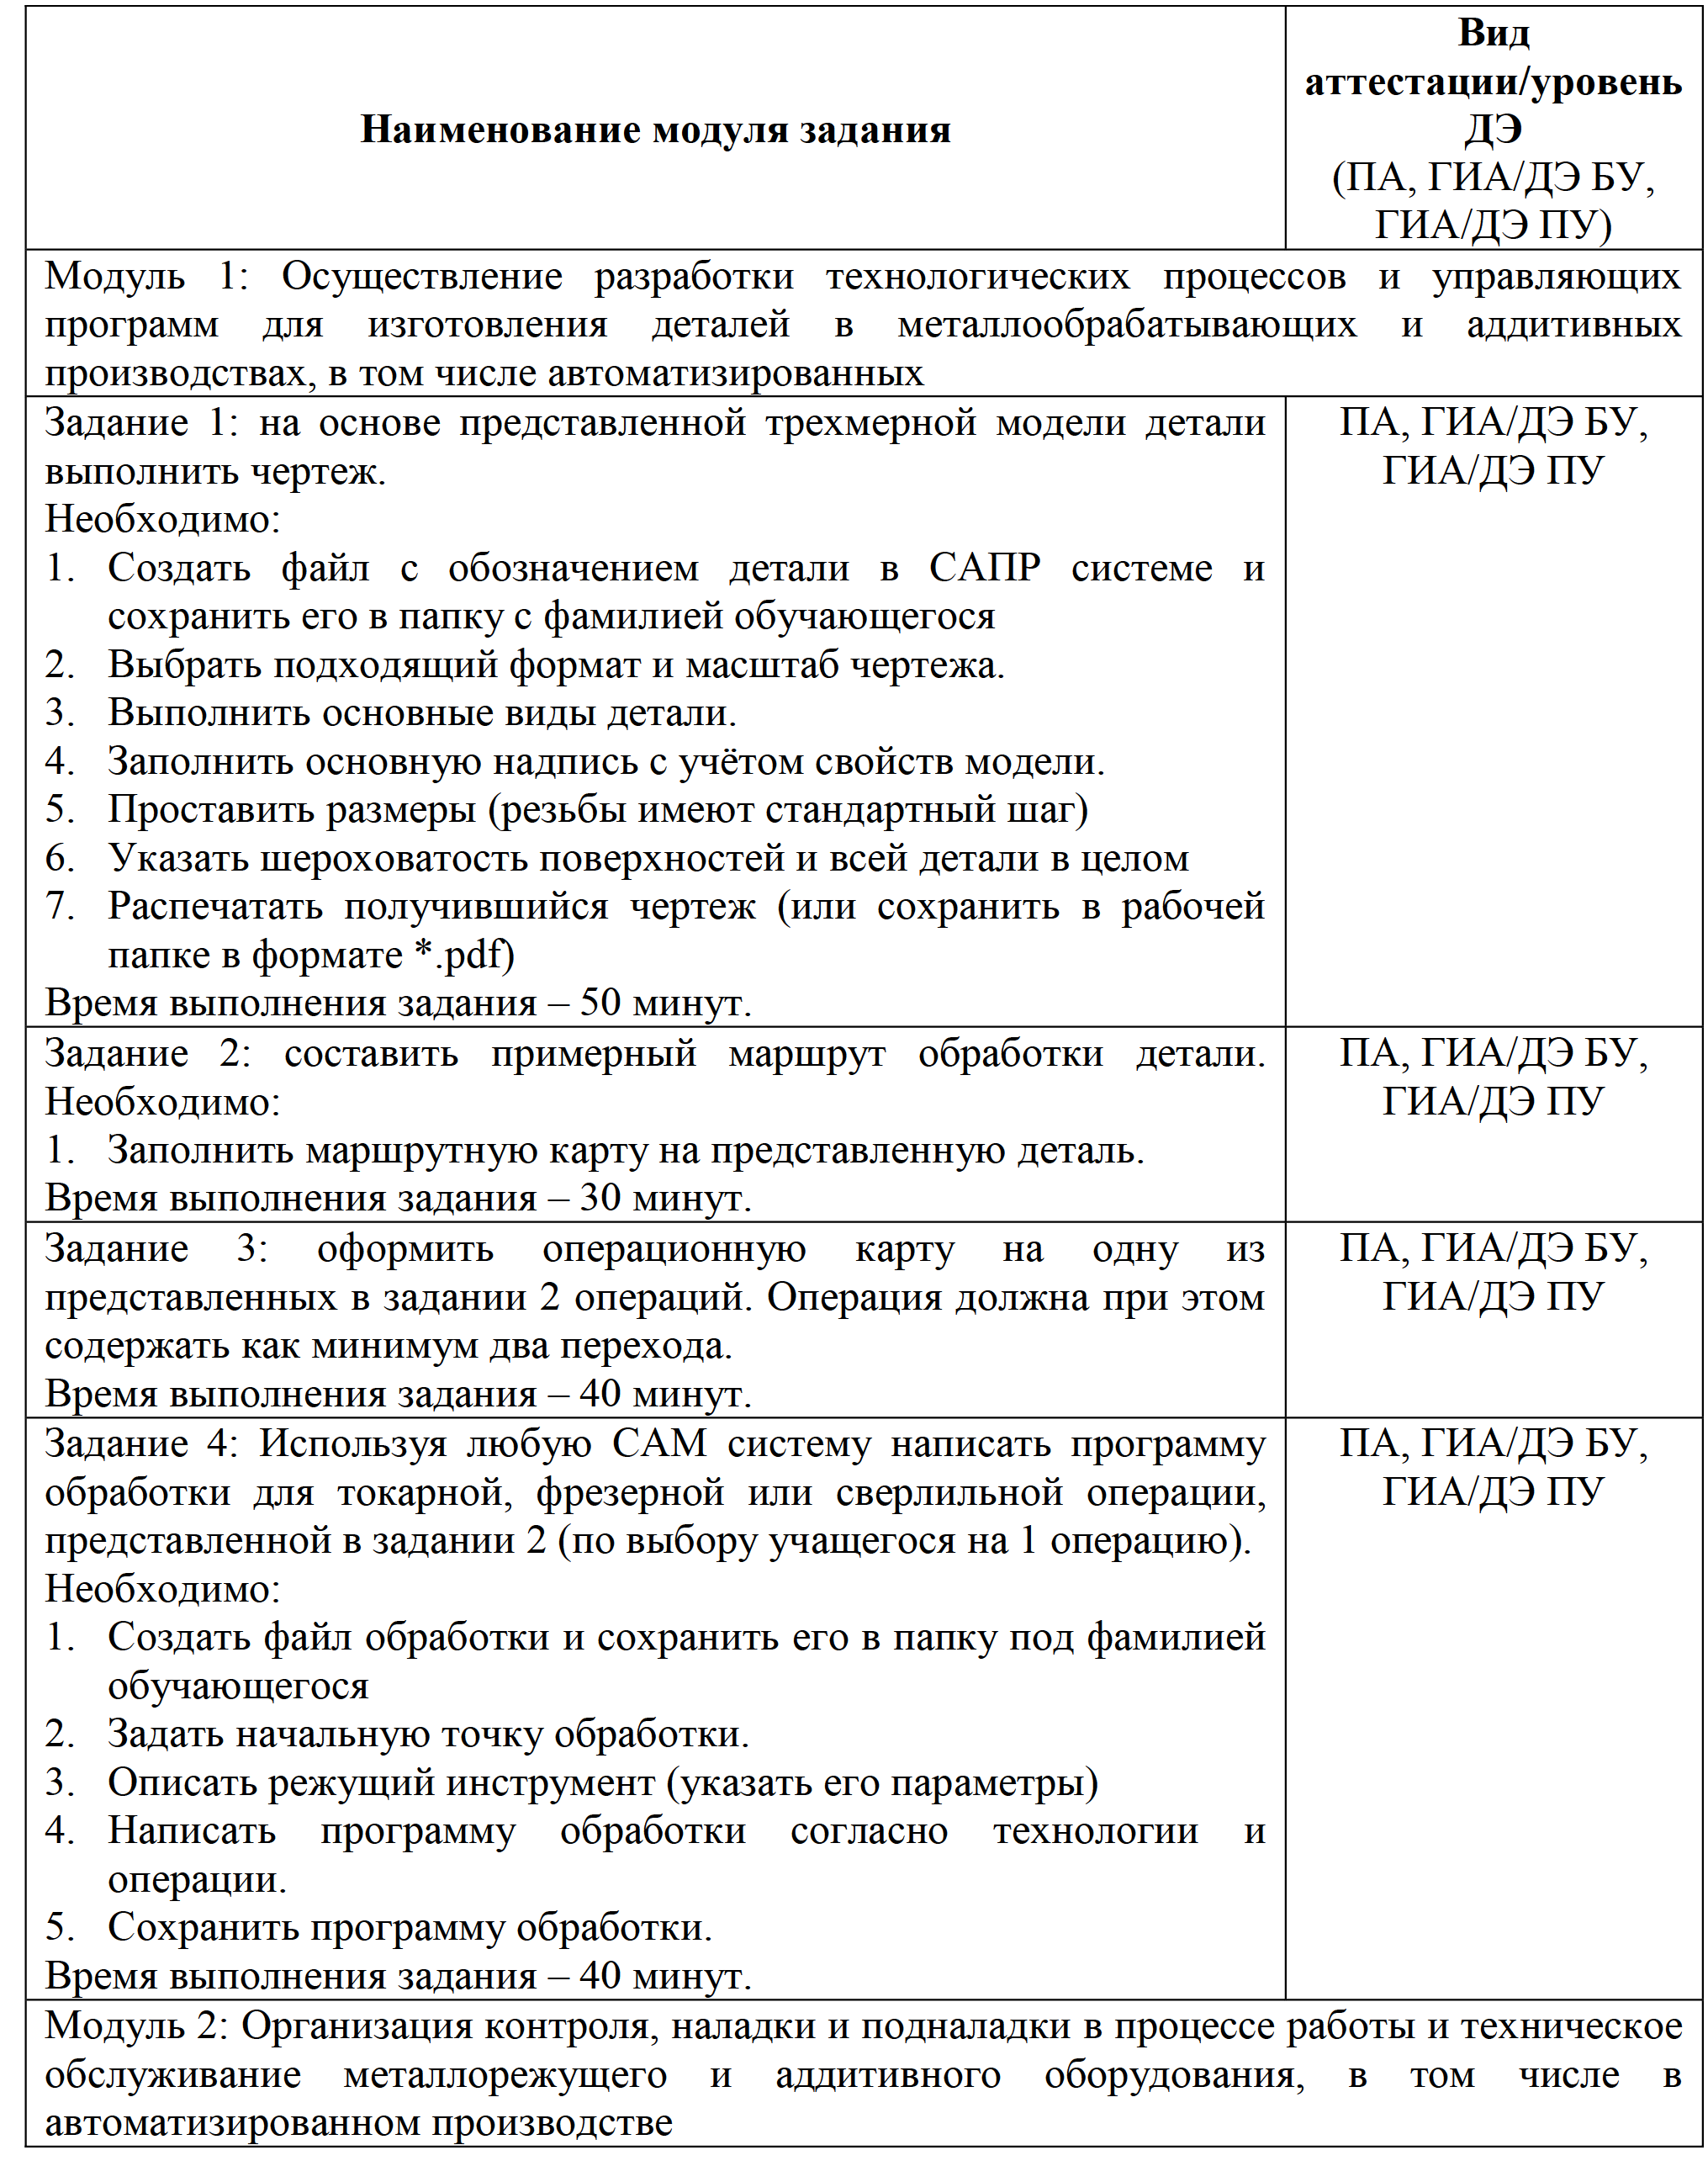 Наименование модуля задания
Вид
аттестации/уровень
ДЭ
(ПА, ГИА/ДЭ БУ,
ГИА/ДЭ ПУ)
Модуль 1: Осуществление разработки технологических процессов и управляющих
программ для изготовления деталей в металлообрабатывающих и аддитивных
производствах, в том числе автоматизированных
Задание 1: на основе представленной трехмерной модели детали
выполнить чертеж.
Необходимо:
1. Создать файл с обозначением детали в САПР системе и
сохранить его в папку с фамилией обучающегося
2. Выбрать подходящий формат и масштаб чертежа.
3. Выполнить основные виды детали.
4. Заполнить основную надпись с учётом свойств модели.
5. Проставить размеры (резьбы имеют стандартный шаг)
6. Указать шероховатость поверхностей и всей детали в целом
7. Распечатать получившийся чертеж (или сохранить в рабочей
папке в формате *.pdf)
Время выполнения задания – 50 минут.
ПА, ГИА/ДЭ БУ,
ГИА/ДЭ ПУ
Задание 2: составить примерный маршрут обработки детали.
Необходимо:
1. Заполнить маршрутную карту на представленную деталь.
Время выполнения задания – 30 минут.
ПА, ГИА/ДЭ БУ,
ГИА/ДЭ ПУ
Задание 3: оформить операционную карту на одну из
представленных в задании 2 операций. Операция должна при этом
содержать как минимум два перехода.
Время выполнения задания – 40 минут.
ПА, ГИА/ДЭ БУ,
ГИА/ДЭ ПУ
Задание 4: Используя любую САМ систему написать программу
обработки для токарной, фрезерной или сверлильной операции,
представленной в задании 2 (по выбору учащегося на 1 операцию).
Необходимо:
1. Создать файл обработки и сохранить его в папку под фамилией
обучающегося
2. Задать начальную точку обработки.
3. Описать режущий инструмент (указать его параметры)
4. Написать программу обработки согласно технологии и
операции.
5. Сохранить программу обработки.
Время выполнения задания – 40 минут.
ПА, ГИА/ДЭ БУ,
ГИА/ДЭ ПУ
Модуль 2: Организация контроля, наладки и подналадки в процессе работы и техническое
обслуживание металлорежущего и аддитивного оборудования, в том числе в
автоматизированном производстве